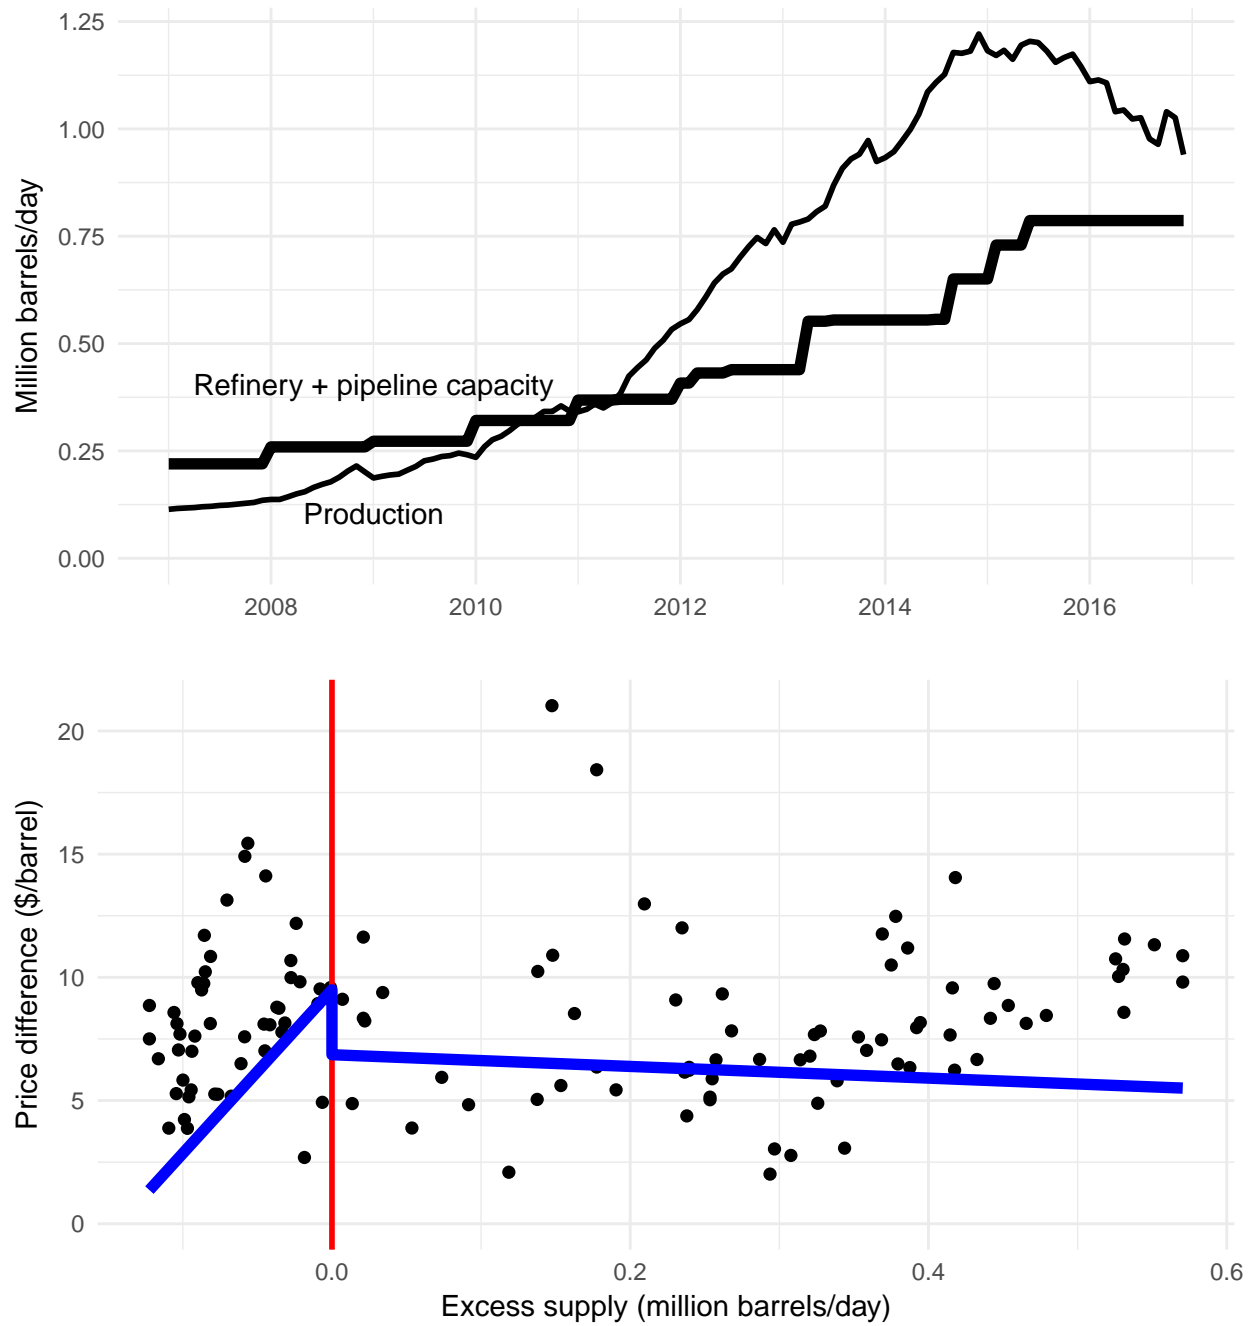 1.25
1.00
0.75
0.50
0.25
0.00
Million barrels/day
Refinery + pipeline capacity
Production
2008 2010 2012 2014 2016
20
15
10
5
0
Price difference ($/barrel)
0.0 0.2 0.4 0.6
Excess supply (million barrels/day)